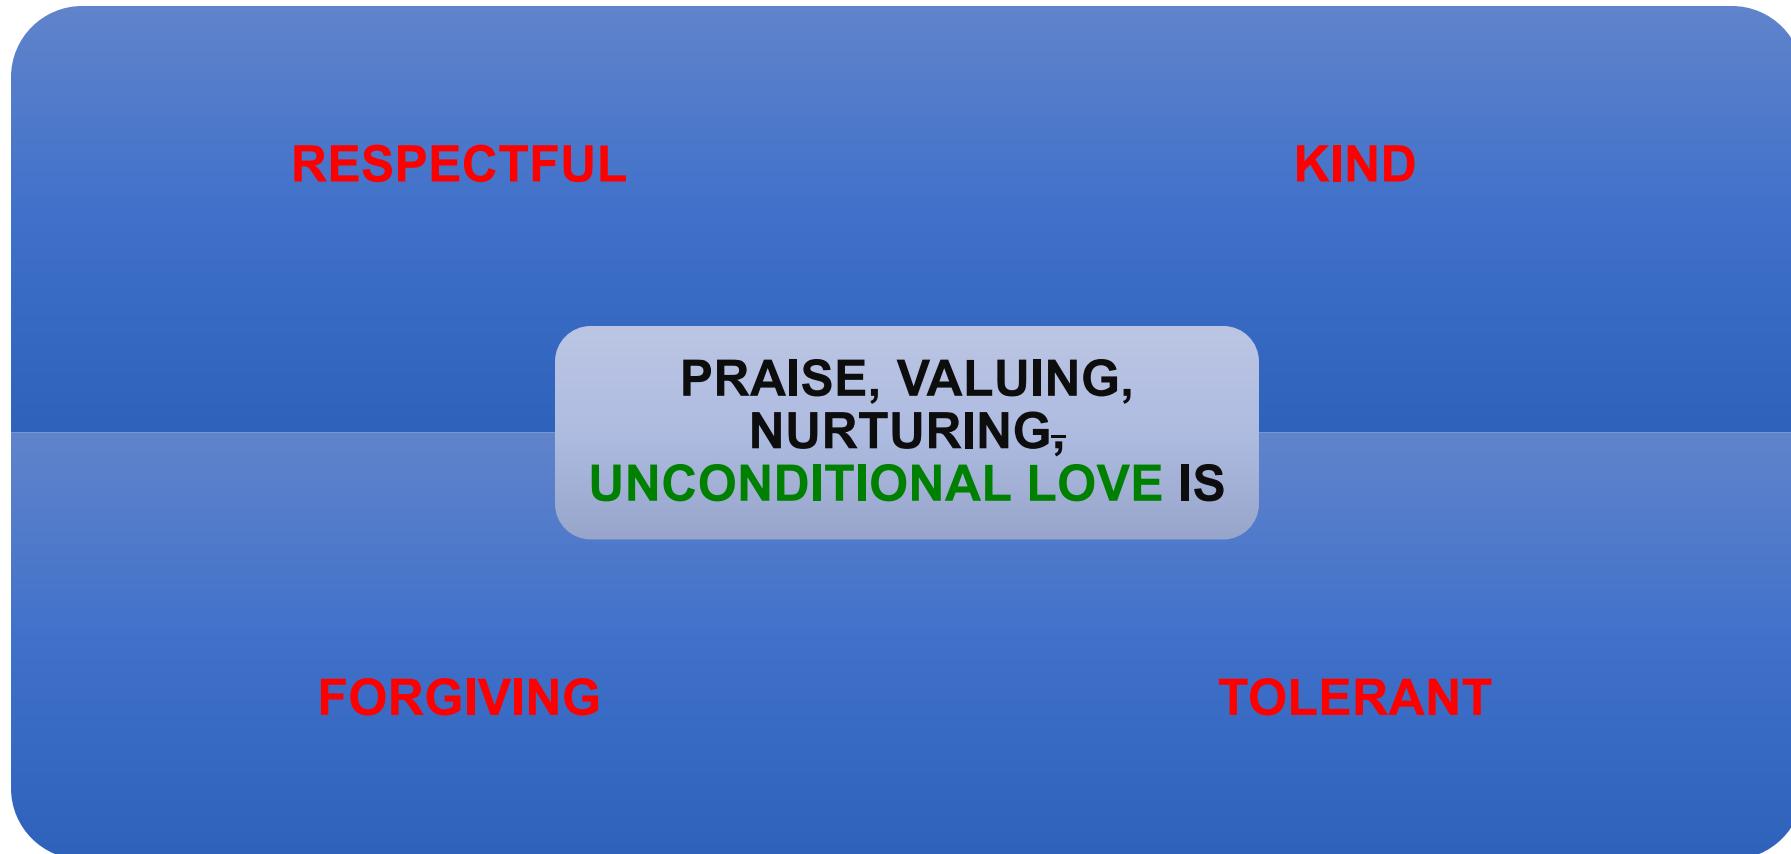 RESPECTFUL
KIND
PRAISE, VALUING,
NURTURING,
UNCONDITIONAL LOVE IS
FORGIVING
TOLERANT